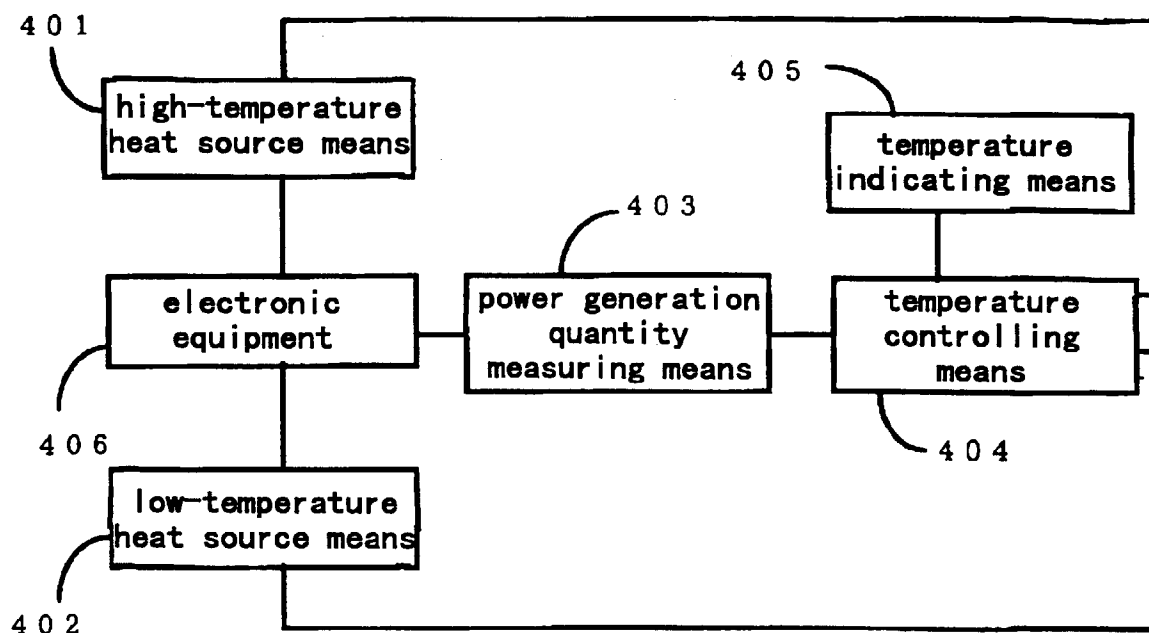 401
high-temperature
heat source means
405
temperature
indicating means
403
electronic
equipment
power generation
quantity
measuring means
temperature
controlling
means
406
404
low-temperature
heat source means
402